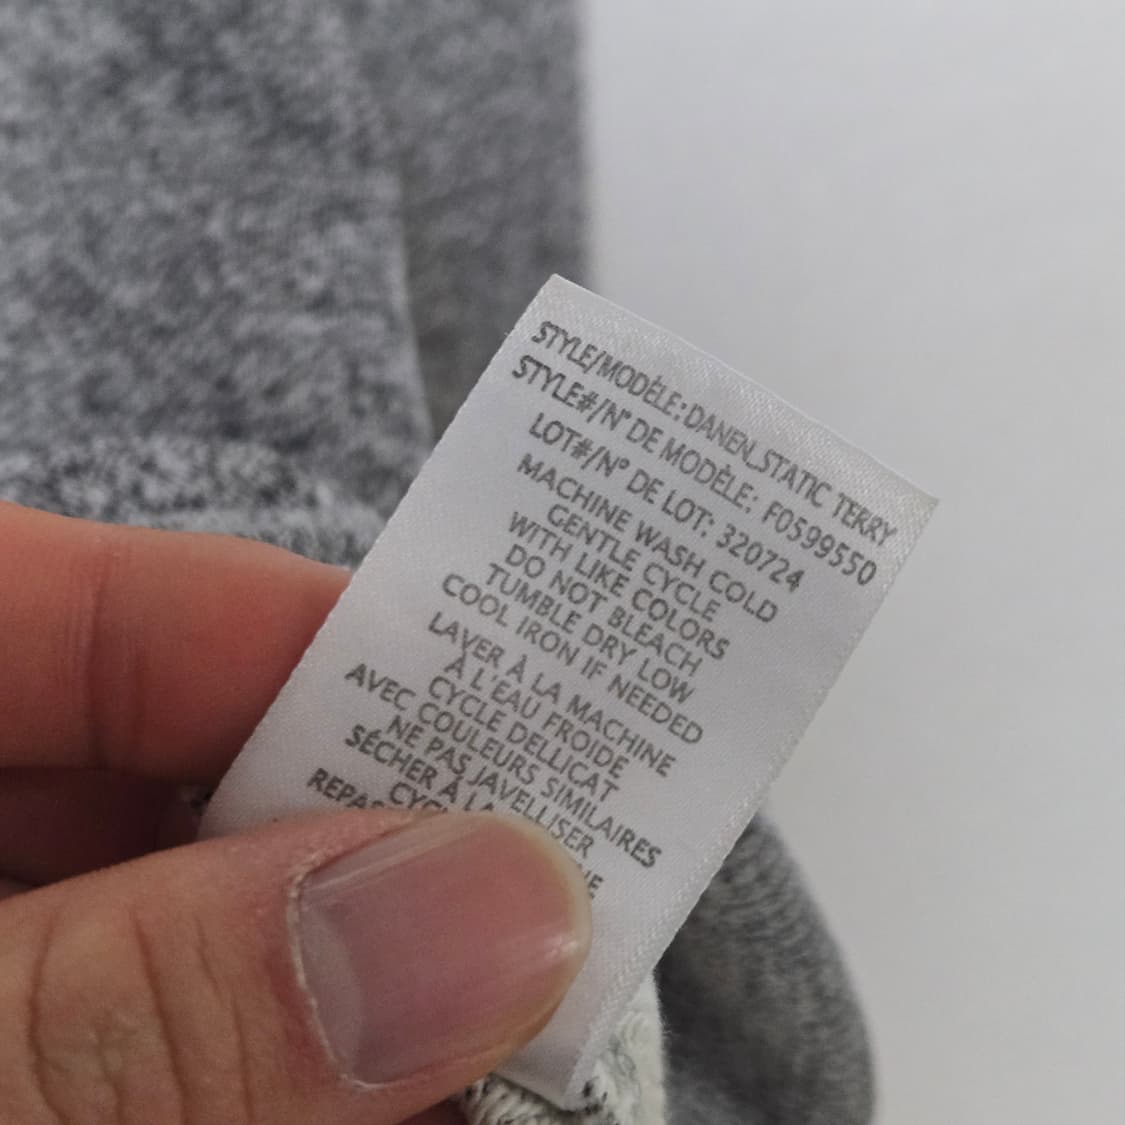 STYLE/MODÈLE: DANEN_STATIC TERRY
STYLE#/N° DE MODÈLE: F0599550
LOT#/N° DE LOT: 320724
MACHINE WASH COLD
GENTLE CYCLE
WITH LIKE COLORS
DO NOT BLEACH
TUMBLE DRY LOW
COOL IRON IF NEEDED
LAVER À LA MACHINE
À L'EAU FROIDE
CYCLE DELLICAT
AVEC COULEURS SIMILAIRES
NE PAS JAVELLISER
SÉCHER À